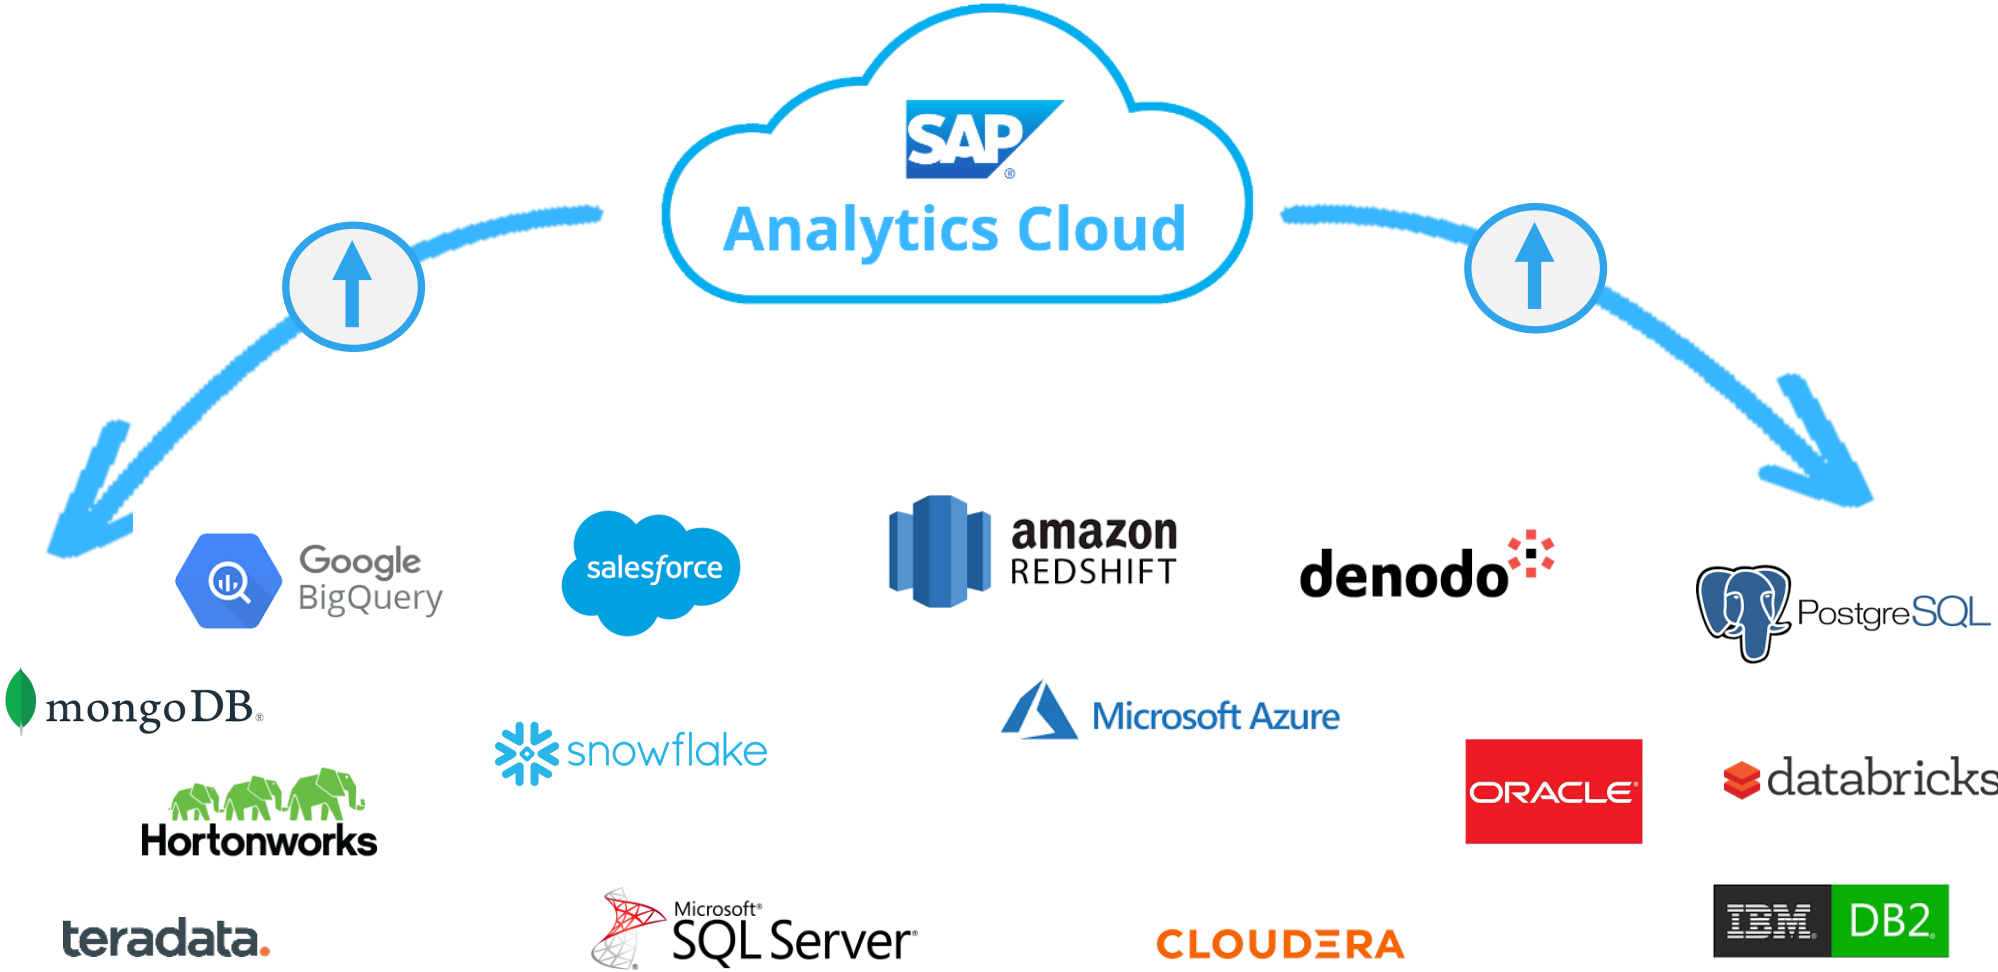 SAP
®
Analytics Cloud
Google
BigQuery
salesforce
amazon
REDSHIFT
denodo
PostgreSQL
mongoDB®
snowflake
Microsoft Azure
ORACLE®
databricks
Hortonworks
teradata.
Microsoft®
SQL Server®
®
CLOUDERA
IBM® DB2®